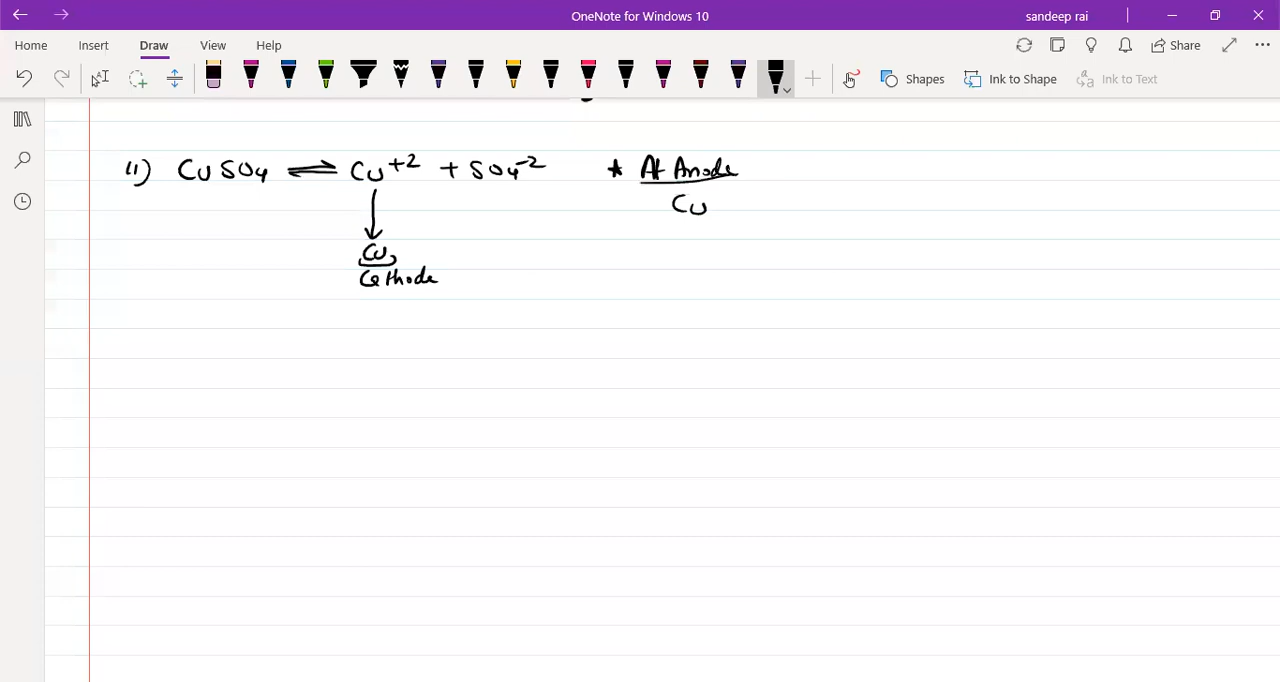 OneNote for Windows 10
sandeep rai
Home Insert Draw View Help
Share
Shapes Ink to Shape Ink to Text
11) CuSO4 ⇌ Cu+2 + SO4-2 * At Anode
Cu
Cu
Cathode